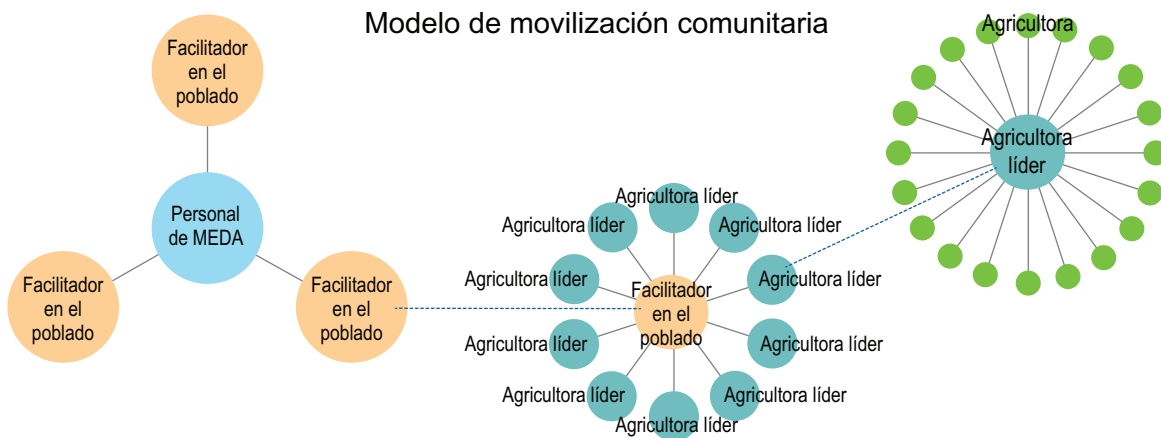 Modelo de movilización comunitaria
Facilitador
en el
poblado
Personal
de MEDA
Facilitador
en el
poblado
Facilitador
en el
poblado
Agricultora líder
Agricultora líder
Agricultora líder
Agricultora líder
Agricultora líder
Facilitador
en el
poblado
Agricultora líder
Agricultora líder
Agricultora líder
Agricultora líder
Agricultora líder
Agricultora
Agricultora
líder